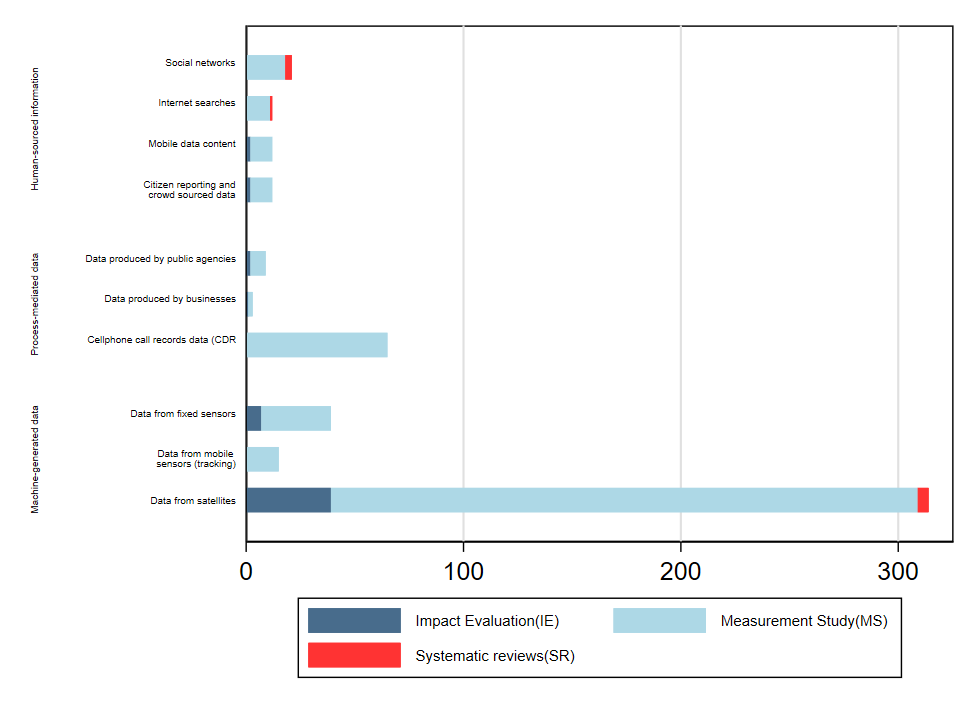 Human-sourced information
Social networks
Internet searches
Mobile data content
Citizen reporting and
crowd sourced data
Process-mediated data
Data produced by public agencies
Data produced by businesses
Cellphone call records data (CDR
Machine-generated data
Data from fixed sensors
Data from mobile
sensors (tracking)
Data from satellites
0 100 200 300
Impact Evaluation(IE) Measurement Study(MS)
Systematic reviews(SR)